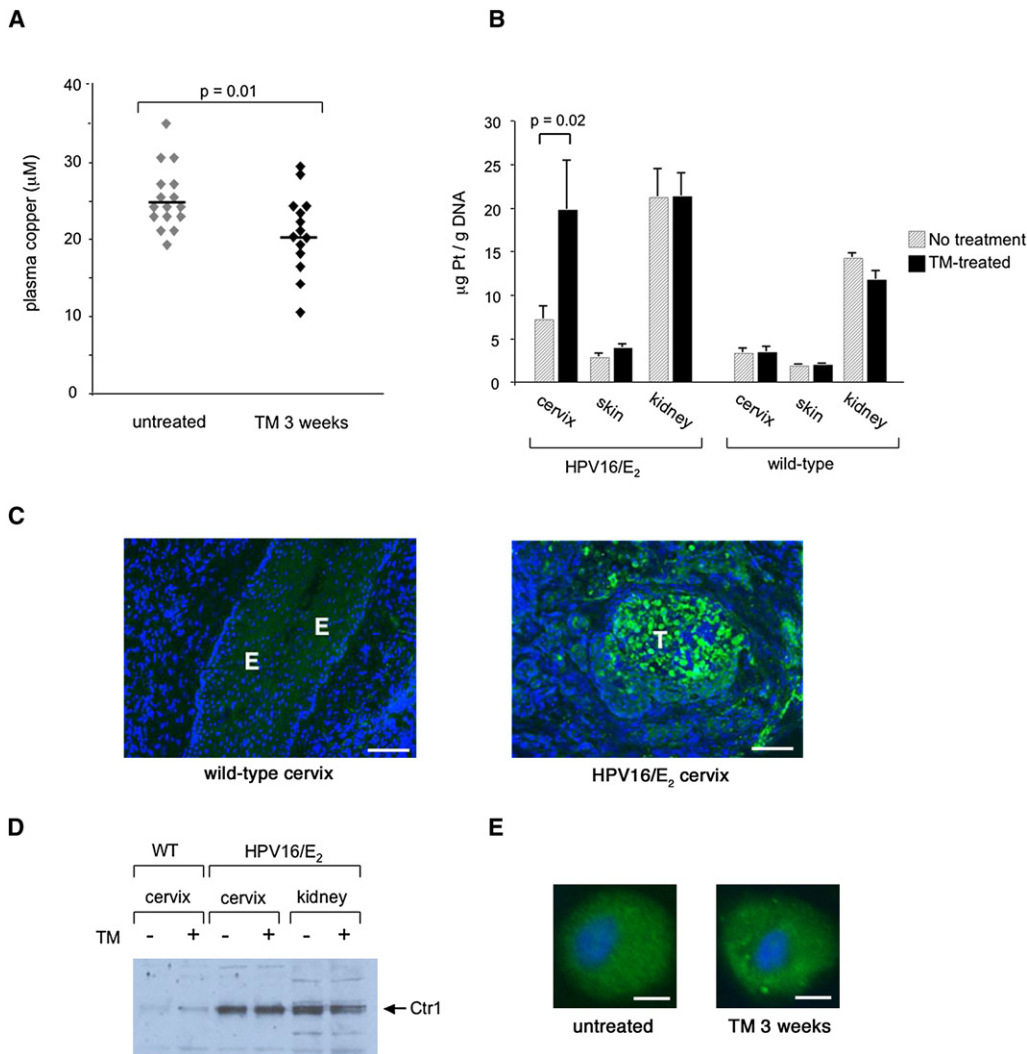 A
plasma copper (μM)
40
30
20
10
0
p = 0.01
untreated
TM 3 weeks
B
μg Pt / g DNA
30
25
20
15
10
5
0
p = 0.02
No treatment
TM-treated
cervix skin kidney cervix skin kidney
HPV16/E₂ wild-type
C
E
E
T
wild-type cervix
HPV16/E₂ cervix
D
WT HPV16/E₂
cervix cervix kidney
TM - + - + - +
Ctr1
E
untreated
TM 3 weeks